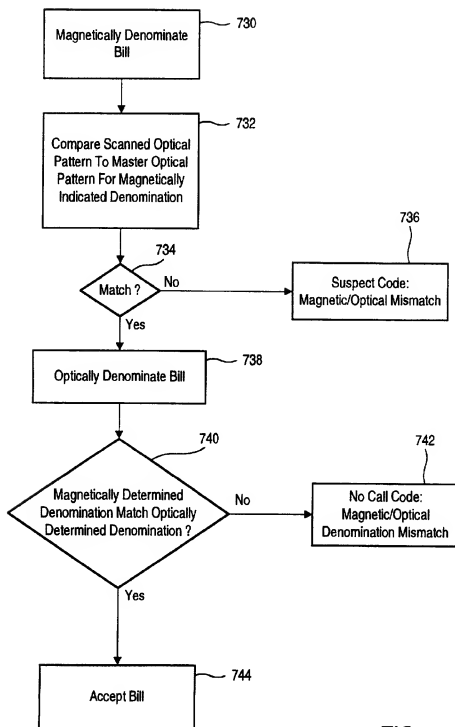 730
Magnetically Denominate
Bill
732
Compare Scanned Optical
Pattern To Master Optical
Pattern For Magnetically
Indicated Denomination
734
Match ?
No
736
Suspect Code:
Magnetic/Optical Mismatch
Yes
738
Optically Denominate Bill
740
Magnetically Determined
Denomination Match Optically
Determined Denomination ?
No
742
No Call Code:
Magnetic/Optical
Denomination Mismatch
Yes
744
Accept Bill